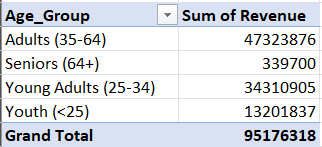 Age_Group Sum of Revenue
Adults (35-64) 47323876
Seniors (64+) 339700
Young Adults (25-34) 34310905
Youth (<25) 13201837
Grand Total 95176318